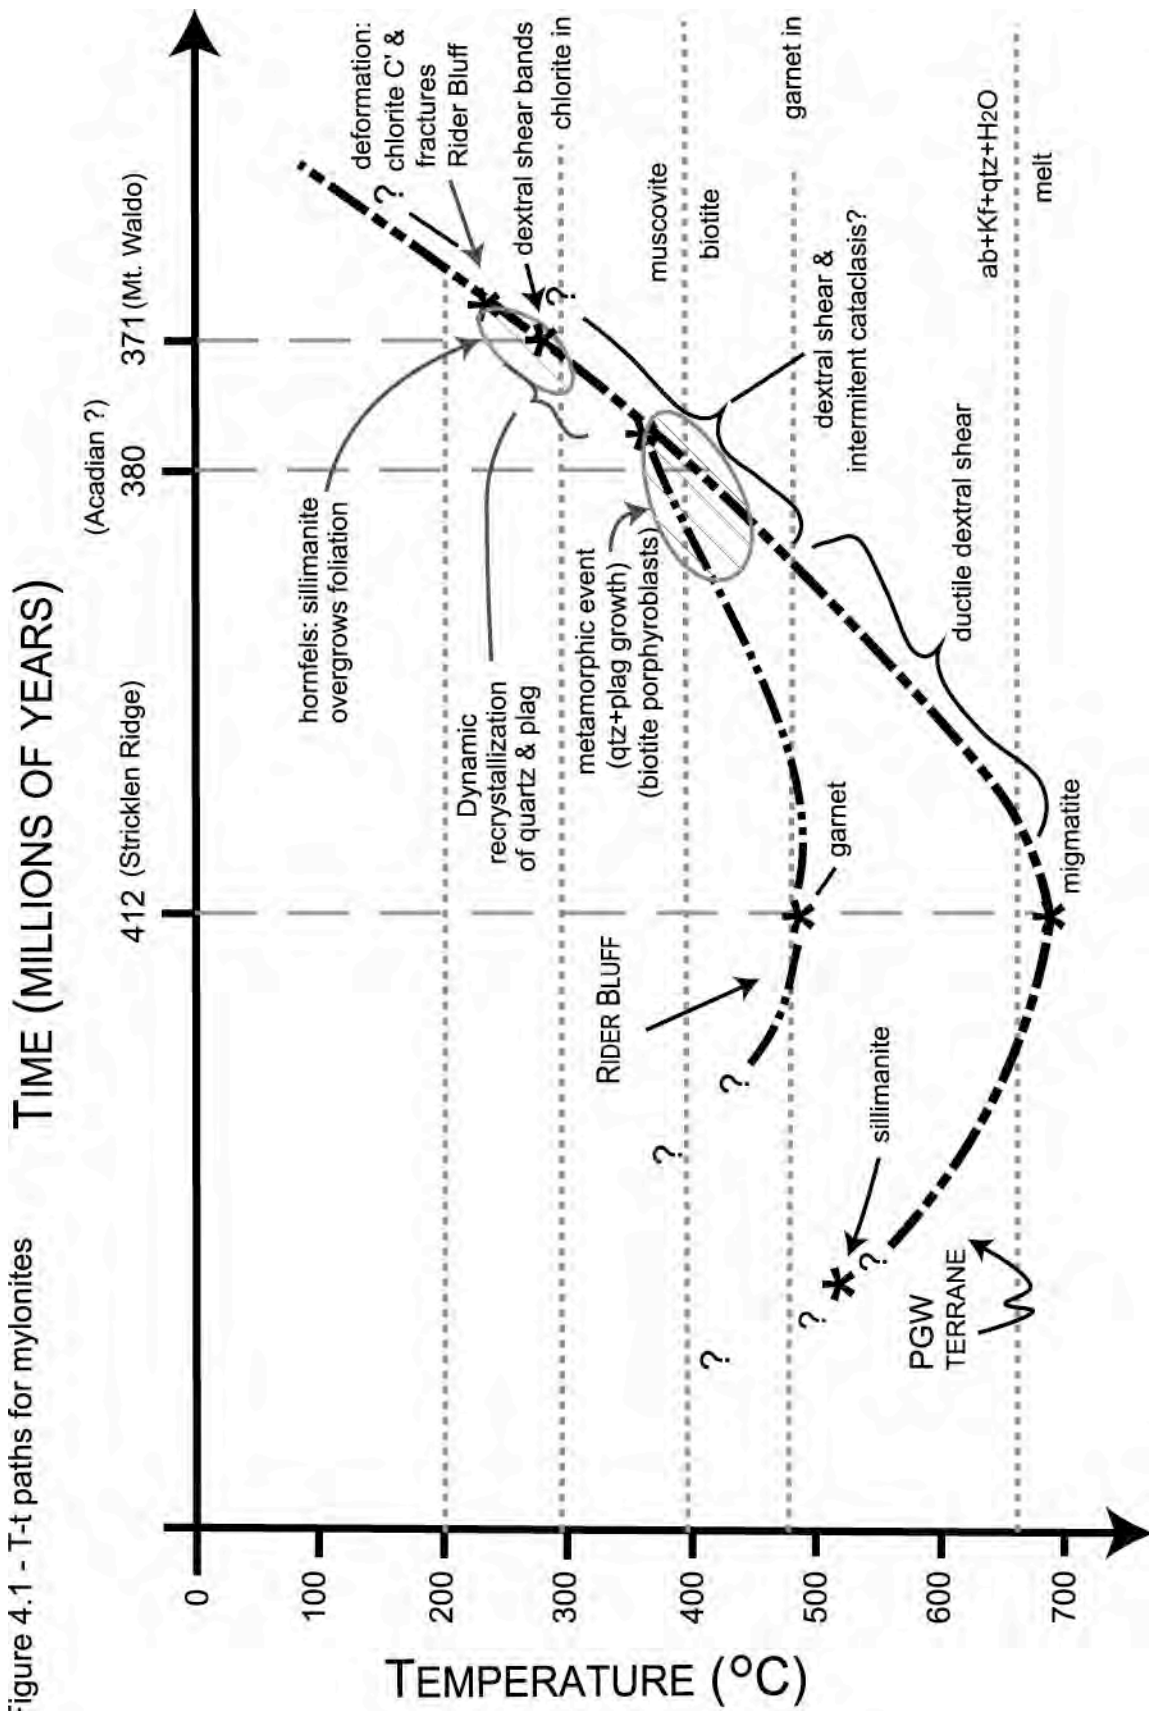 Figure 4.1 - T-t paths for mylonites
TIME (MILLIONS OF YEARS)
412 (Stricklen Ridge)
(Acadian ?)
380
371 (Mt. Waldo)
TEMPERATURE (°C)
0
100
200
300
400
500
600
700
hornfels: sillimanite
overgrows foliation
deformation:
chlorite C' &
fractures
Rider Bluff
?
dextral shear bands
chlorite in
Dynamic
recrystallization
of quartz & plag
?
metamorphic event
(qtz+plag growth)
(biotite porphyroblasts)
muscovite
biotite
RIDER BLUFF
?
?
garnet
garnet in
dextral shear &
intermitent cataclasis?
ductile dextral shear
sillimanite
?
?
?
PGW
TERRANE
migmatite
ab+Kf+qtz+H2O
melt